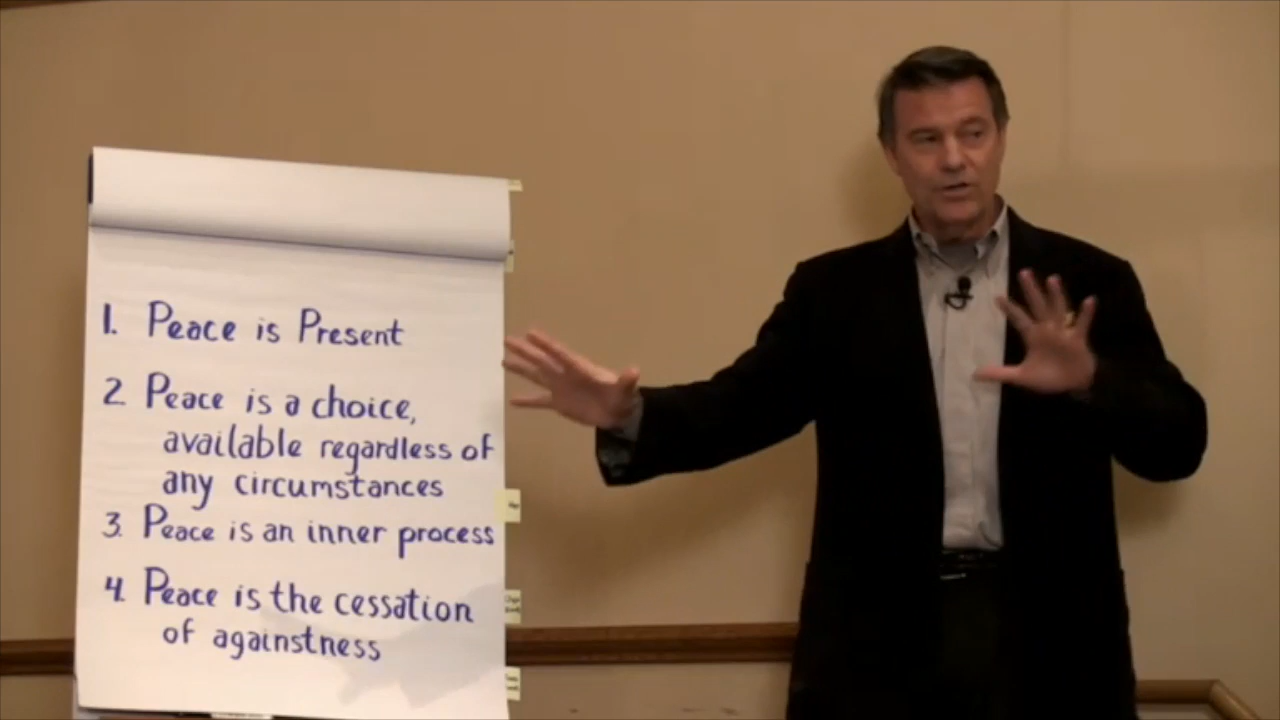 1. Peace is Present
2. Peace is a choice,
available regardless of
any circumstances
3. Peace is an inner process
4. Peace is the cessation
of againstness